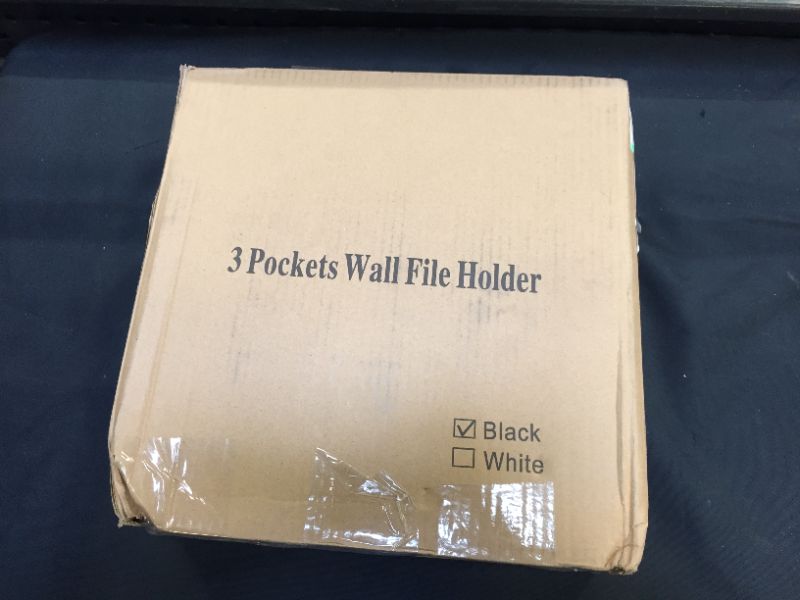 3 Pockets Wall File Holder
☑ Black
☐ White